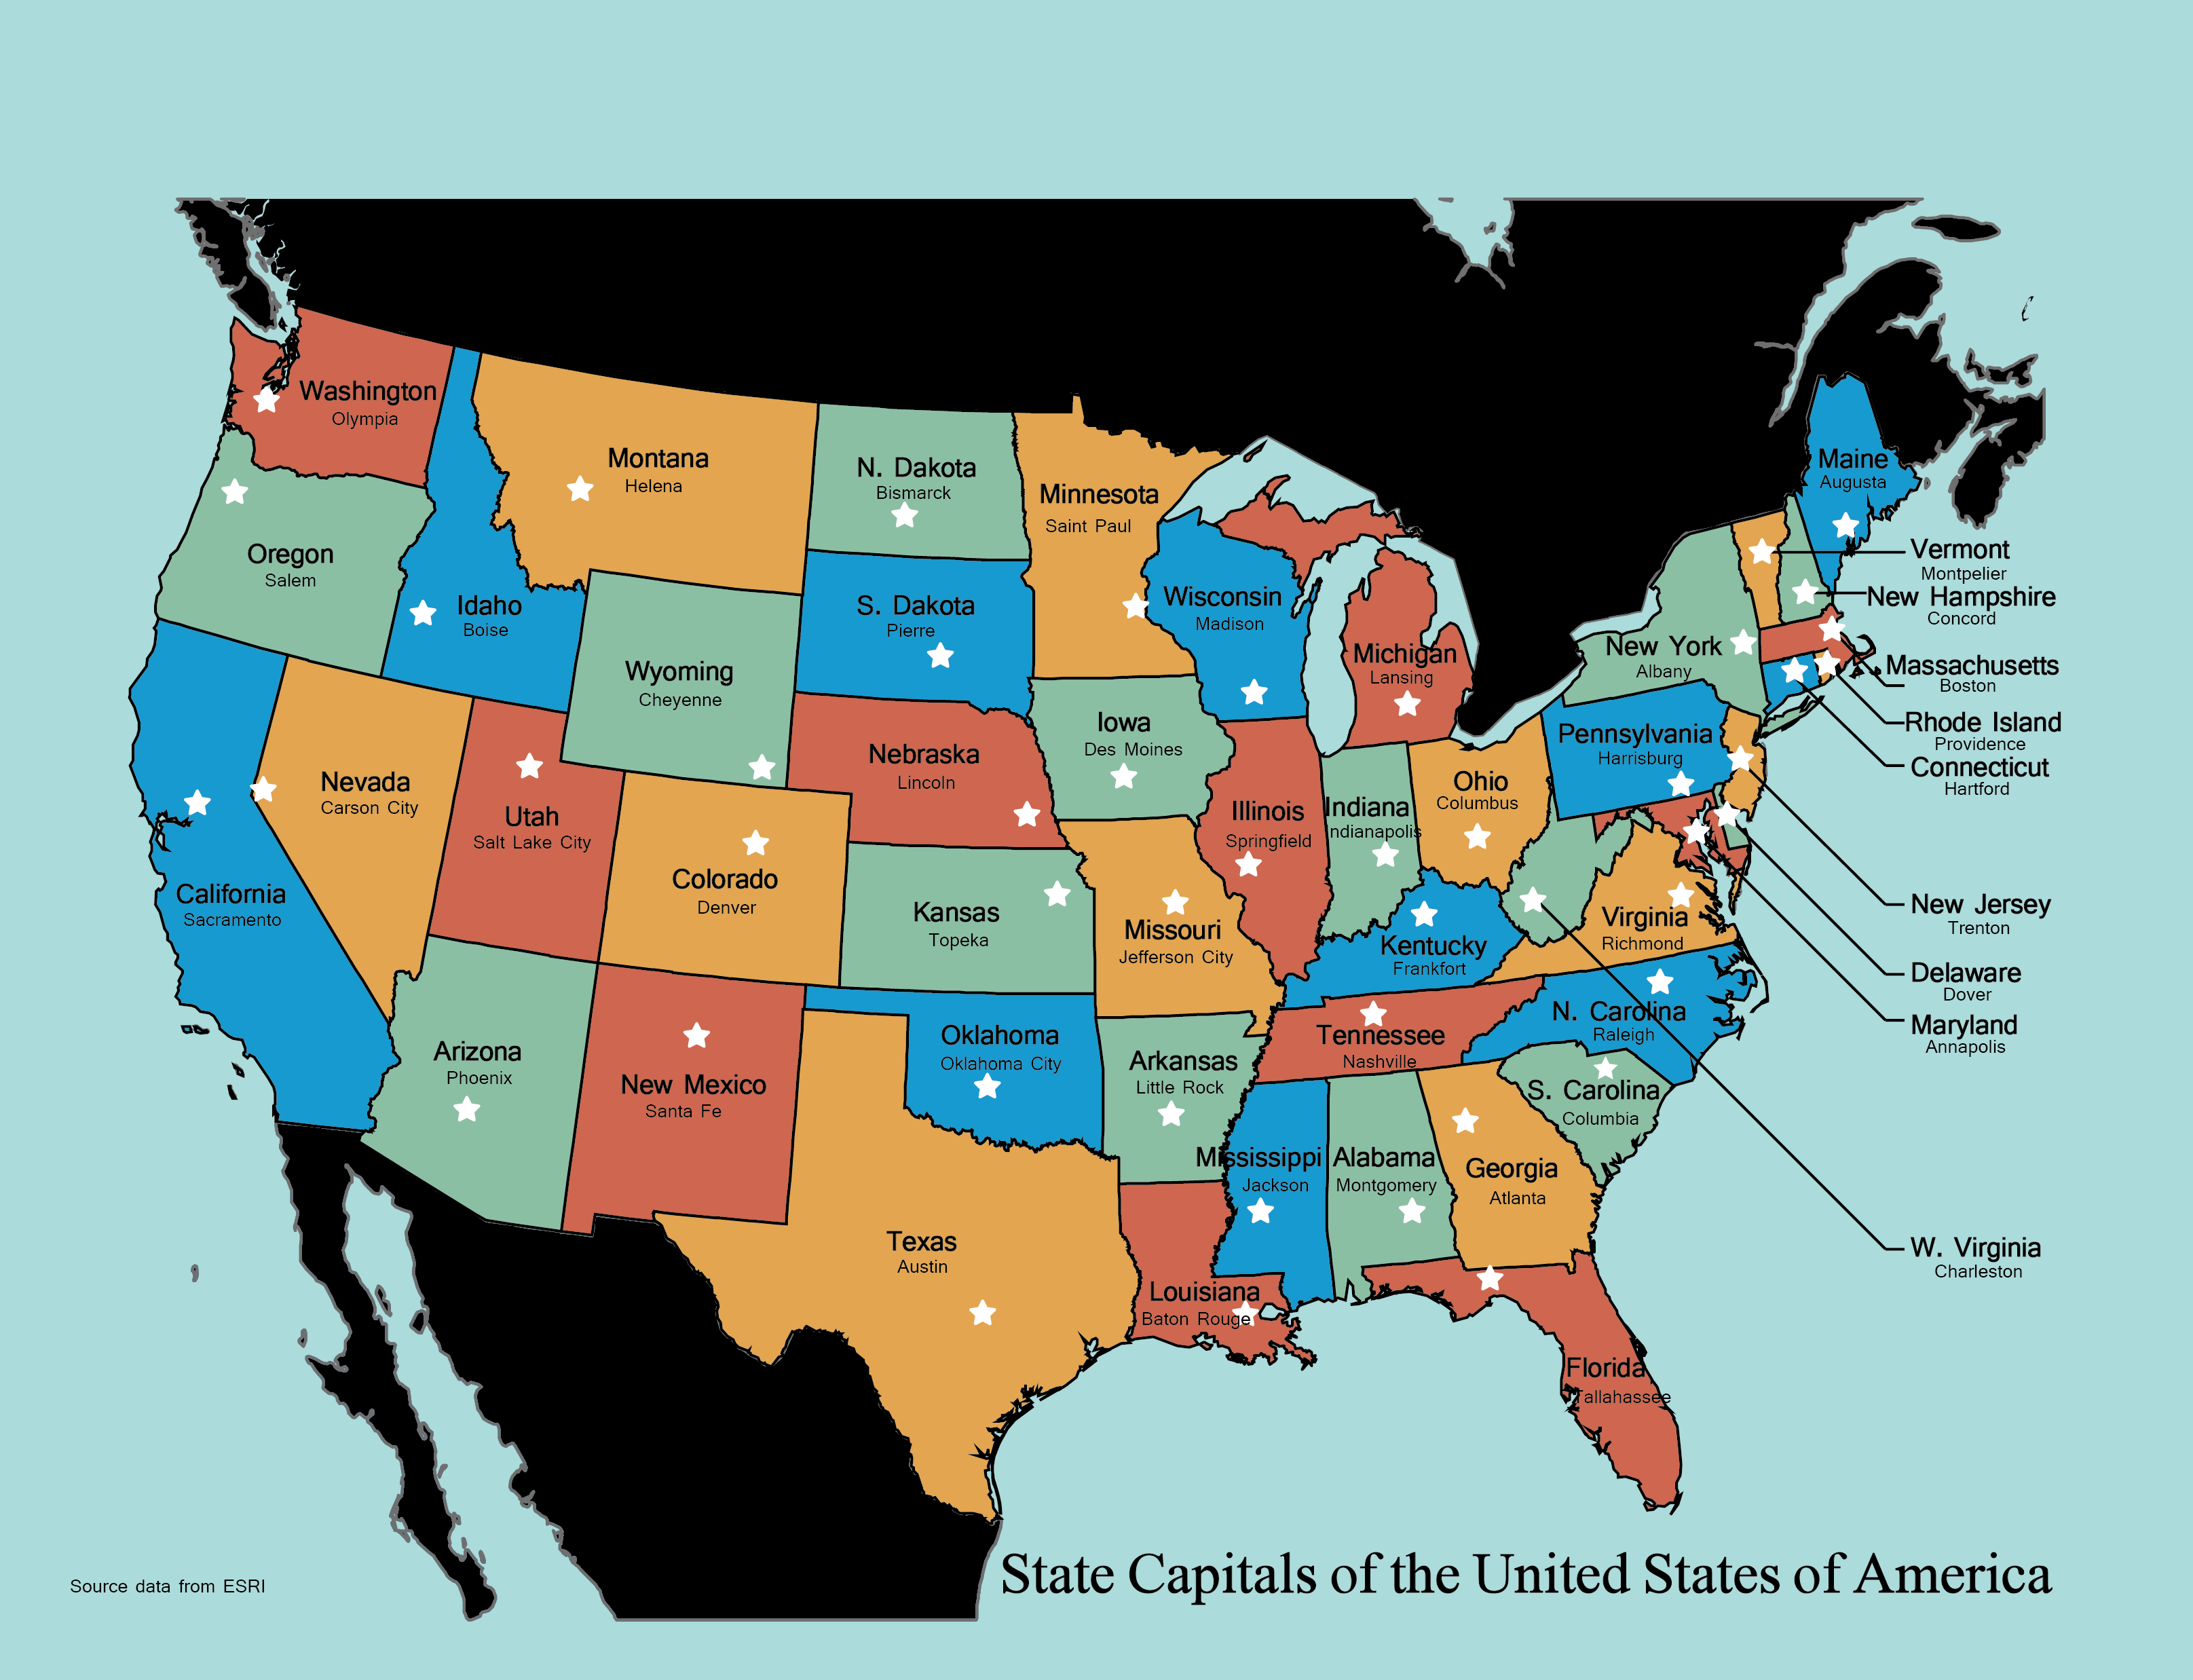 Washington
Olympia
Montana
Helena
N. Dakota
Bismarck
Minnesota
Saint Paul
Maine
Augusta
Oregon
Salem
Idaho
Boise
S. Dakota
Pierre
Wisconsin
Madison
Vermont
Montpelier
New Hampshire
Concord
Wyoming
Cheyenne
Michigan
Lansing
New York
Albany
Massachusetts
Boston
Rhode Island
Providence
Connecticut
Hartford
Iowa
Des Moines
Pennsylvania
Harrisburg
Nebraska
Lincoln
Nevada
Carson City
Utah
Salt Lake City
Ohio
Columbus
Illinois
Springfield
Indiana
Indianapolis
California
Sacramento
Colorado
Denver
Kansas
Topeka
Missouri
Jefferson City
Kentucky
Frankfort
Virginia
Richmond
New Jersey
Trenton
Delaware
Dover
Maryland
Annapolis
Arizona
Phoenix
New Mexico
Santa Fe
Oklahoma
Oklahoma City
Arkansas
Little Rock
Tennessee
Nashville
N. Carolina
Raleigh
S. Carolina
Columbia
Mississippi
Jackson
Alabama
Montgomery
Georgia
Atlanta
Texas
Austin
Louisiana
Baton Rouge
W. Virginia
Charleston
Florida
Tallahassee
State Capitals of the United States of America
Source data from ESRI